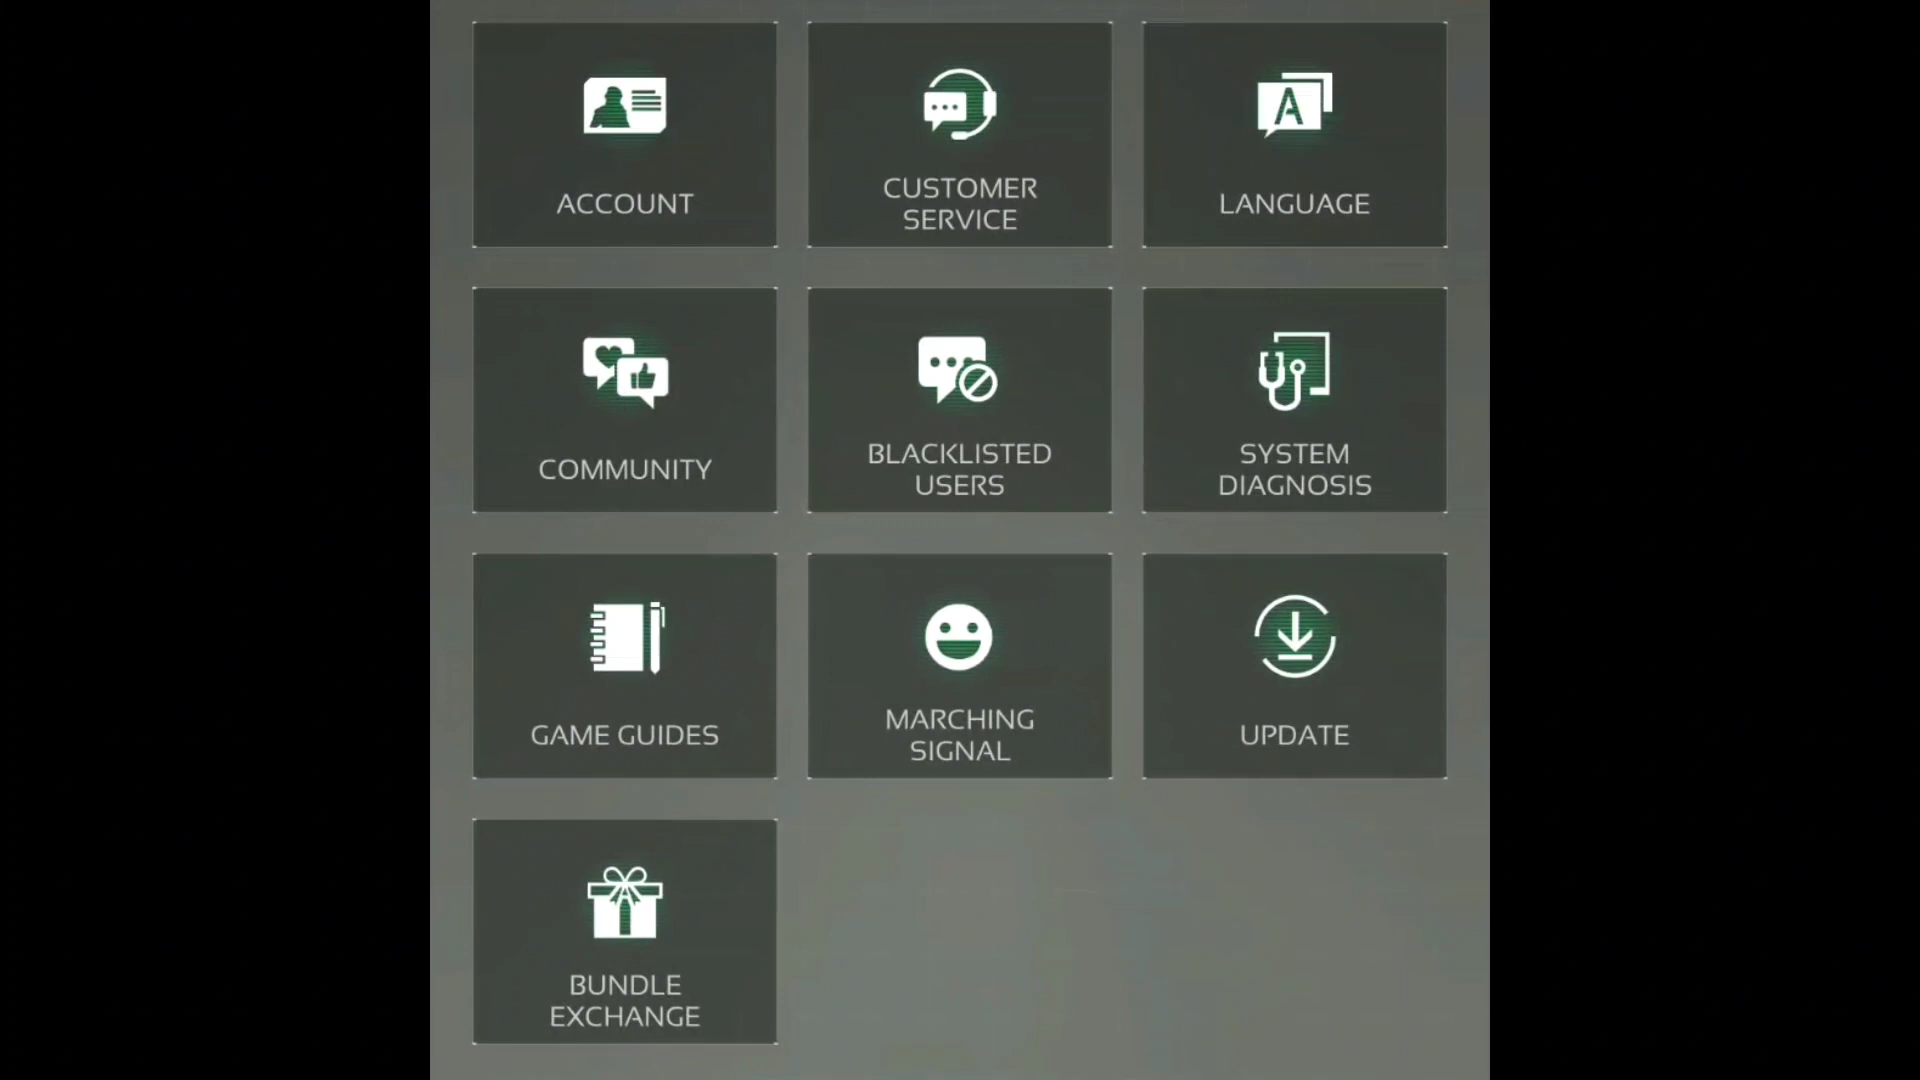 ACCOUNT
CUSTOMER
SERVICE
A
LANGUAGE
COMMUNITY
BLACKLISTED
USERS
SYSTEM
DIAGNOSIS
GAME GUIDES
MARCHING
SIGNAL
UPDATE
BUNDLE
EXCHANGE